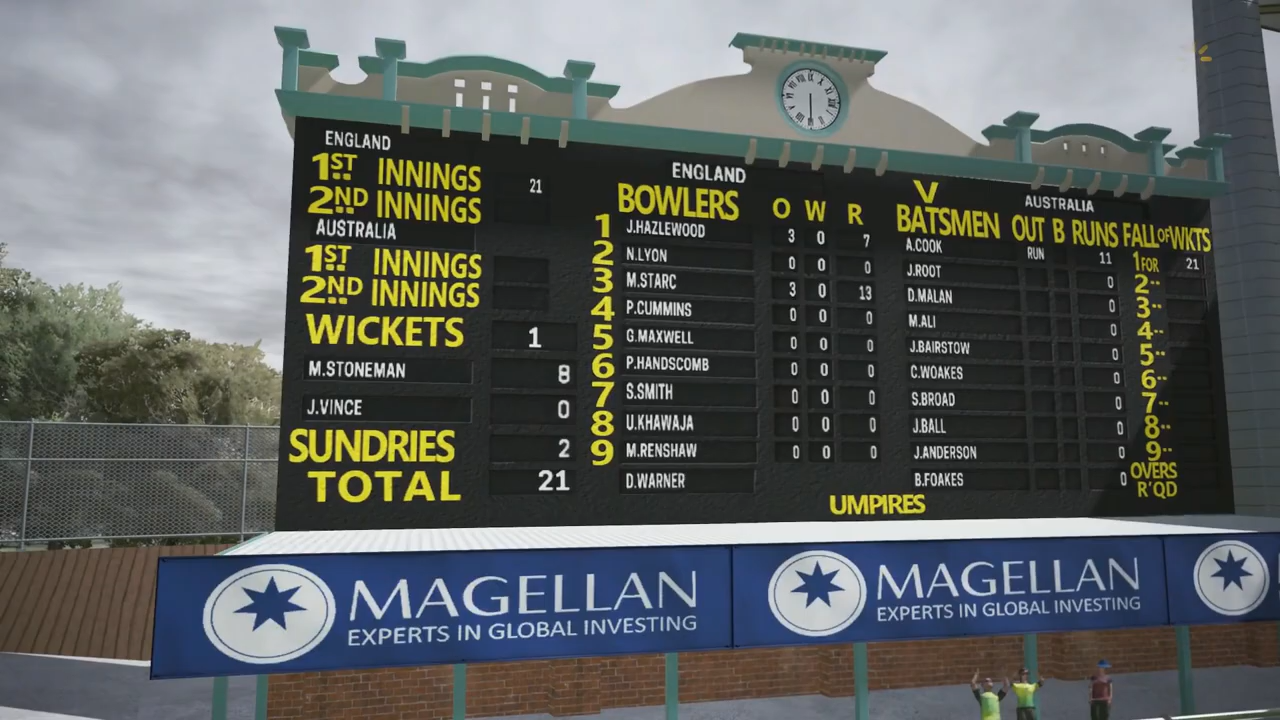 ENGLAND
1ST INNINGS 21
2ND INNINGS
AUSTRALIA
1ST INNINGS
2ND INNINGS
WICKETS 1
M.STONEMAN 8
J.VINCE 0
SUNDRIES 2
TOTAL 21
ENGLAND V AUSTRALIA
BOWLERS O W R
1 J.HAZLEWOOD 3 0 7
2 N.LYON 0 0 0
3 M.STARC 3 0 13
4 P.CUMMINS 0 0 0
5 G.MAXWELL 0 0 0
6 P.HANDSCOMB 0 0 0
7 S.SMITH 0 0 0
8 U.KHAWAJA 0 0 0
9 M.RENSHAW 0 0 0
D.WARNER
BATSMEN OUT B RUNS
A.COOK RUN 11
J.ROOT 0
D.MALAN 0
M.ALI 0
J.BAIRSTOW 0
C.WOAKES 0
S.BROAD 0
J.BALL 0
J.ANDERSON 0
B.FOAKES 0
FALL OF WKTS
1 FOR 21
2 ..
3 ..
4 ..
5 ..
6 ..
7 ..
8 ..
9 ..
OVERS
R'QD
UMPIRES
MAGELLAN
EXPERTS IN GLOBAL INVESTING
MAGELLAN
EXPERTS IN GLOBAL INVESTING